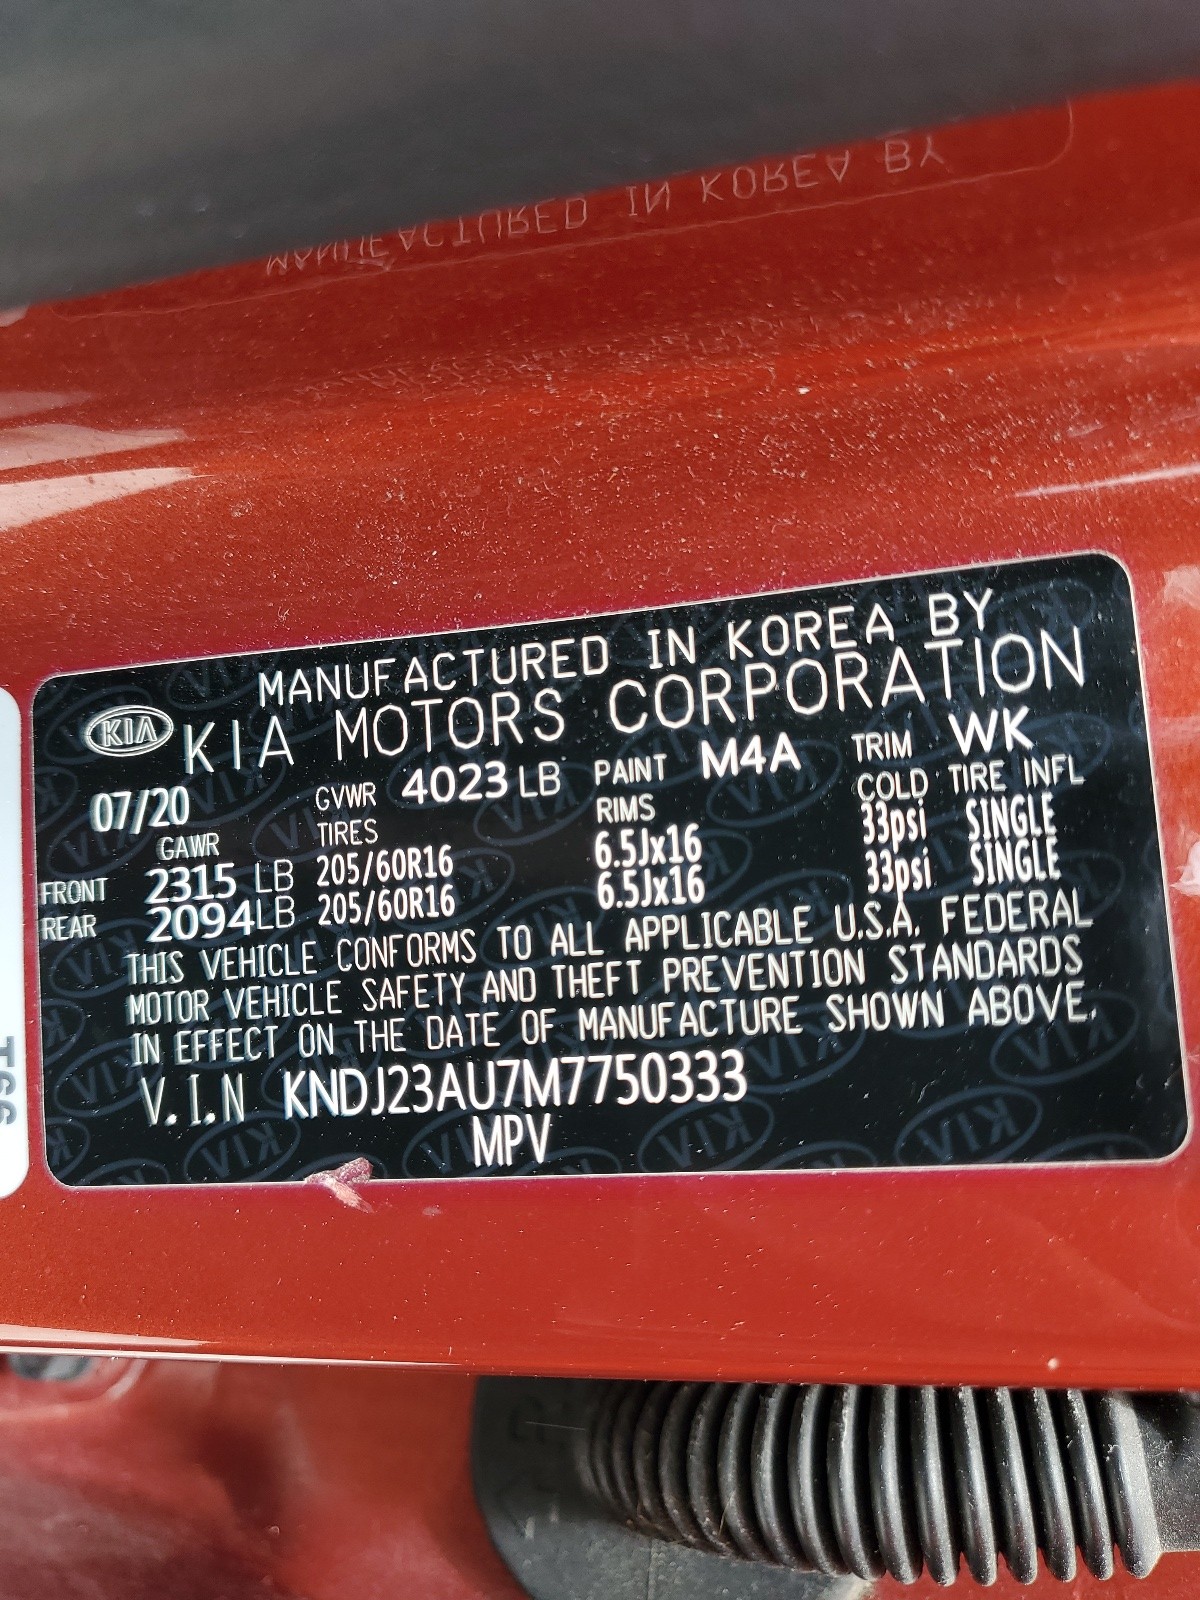 MANUFACTURED IN KOREA BY
KIA KIA MOTORS CORPORATION
07/20 GVWR 4023 LB PAINT M4A TRIM WK
GAWR TIRES RIMS COLD TIRE INFL
FRONT 2315 LB 205/60R16 6.5Jx16 33psi SINGLE
REAR 2094LB 205/60R16 6.5Jx16 33psi SINGLE
THIS VEHICLE CONFORMS TO ALL APPLICABLE U.S.A. FEDERAL
MOTOR VEHICLE SAFETY AND THEFT PREVENTION STANDARDS
IN EFFECT ON THE DATE OF MANUFACTURE SHOWN ABOVE.
V.I.N KNDJ23AU7M7750333
MPV